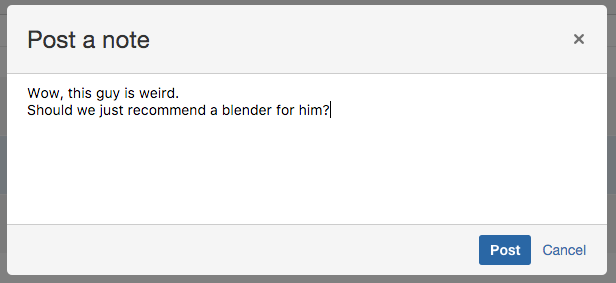 Post a note
×
Wow, this guy is weird.
Should we just recommend a blender for him?
Post Cancel